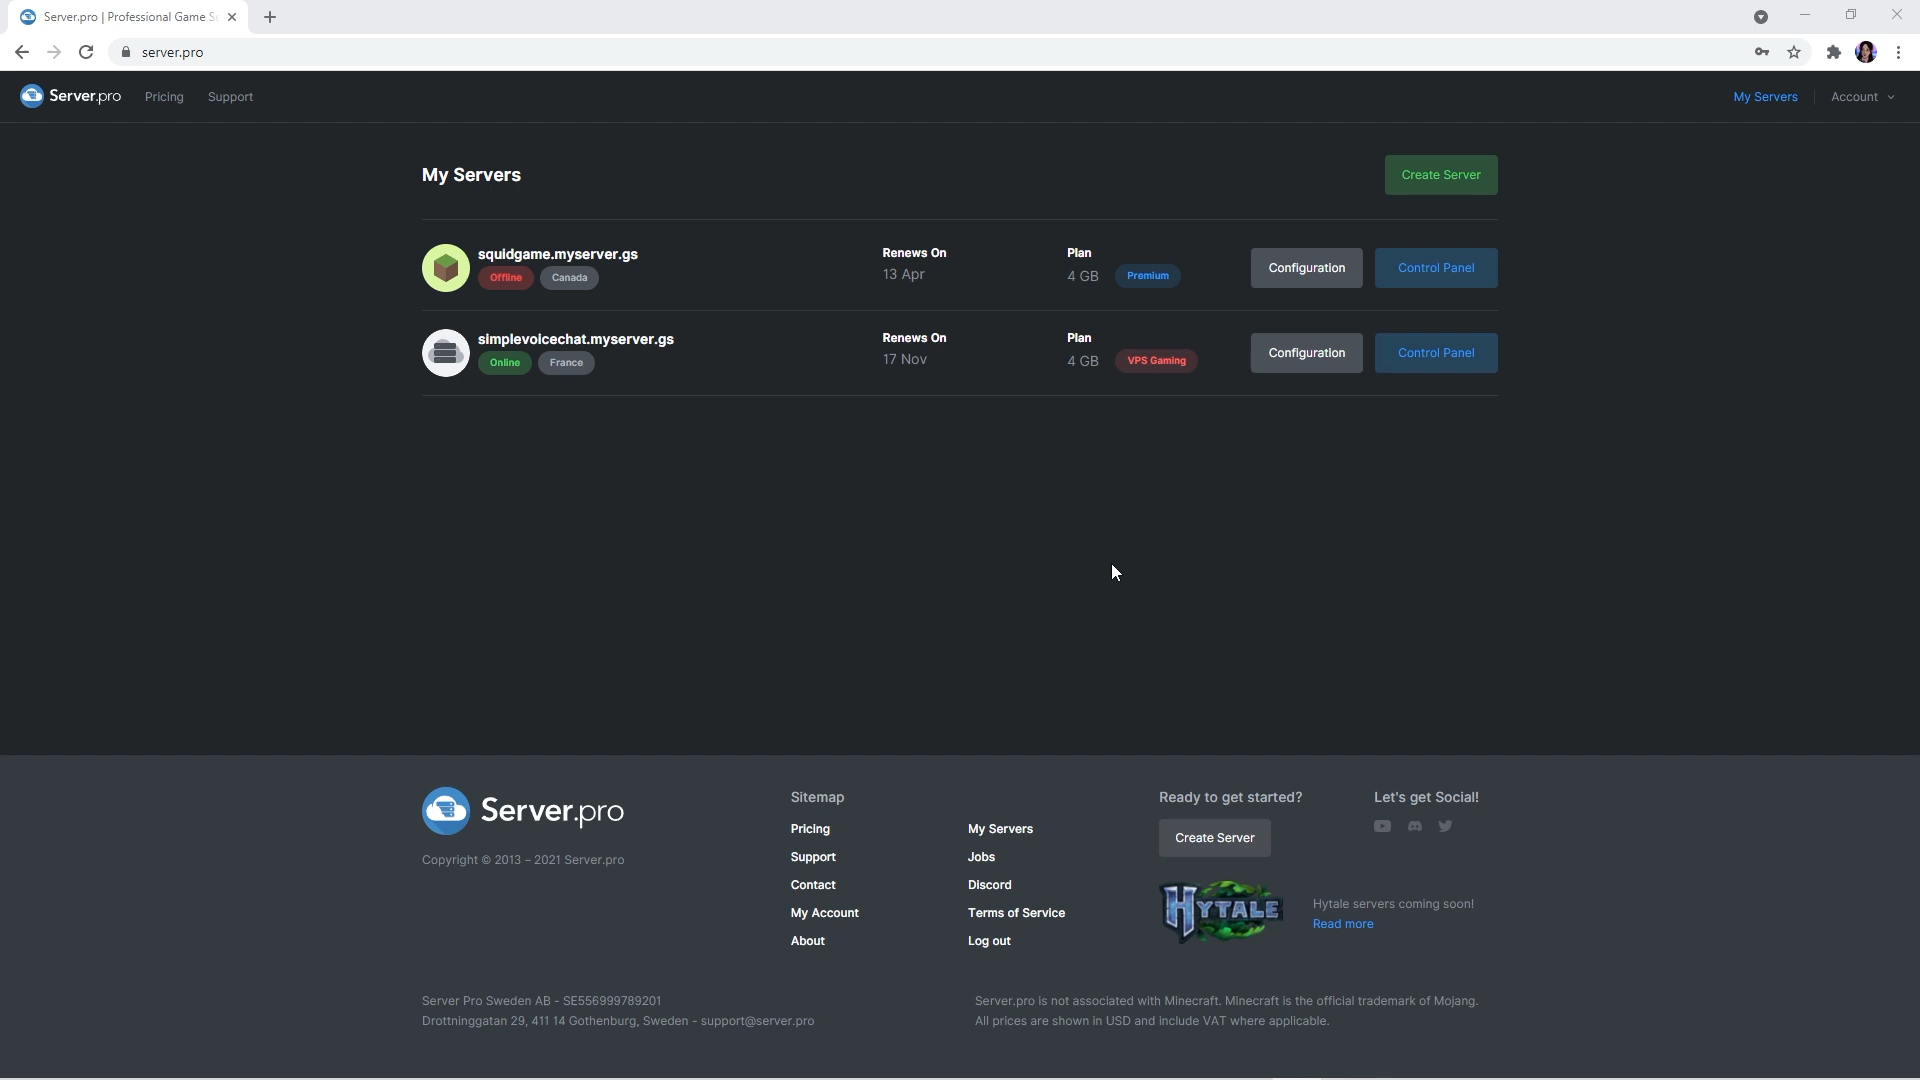 Server.pro | Professional Game S
server.pro
Server.pro
Pricing
Support
My Servers
Account
My Servers
Create Server
squidgame.myserver.gs
Offline
Canada
Renews On
13 Apr
Plan
4 GB
Premium
Configuration
Control Panel
simplevoicechat.myserver.gs
Online
France
Renews On
17 Nov
Plan
4 GB
VPS Gaming
Configuration
Control Panel
Server.pro
Copyright © 2013 – 2021 Server.pro
Sitemap
Pricing
Support
Contact
My Account
About
My Servers
Jobs
Discord
Terms of Service
Log out
Ready to get started?
Create Server
Let's get Social!
HYTALE
Hytale servers coming soon!
Read more
Server Pro Sweden AB - SE556999789201
Drottninggatan 29, 411 14 Gothenburg, Sweden - support@server.pro
Server.pro is not associated with Minecraft. Minecraft is the official trademark of Mojang.
All prices are shown in USD and include VAT where applicable.